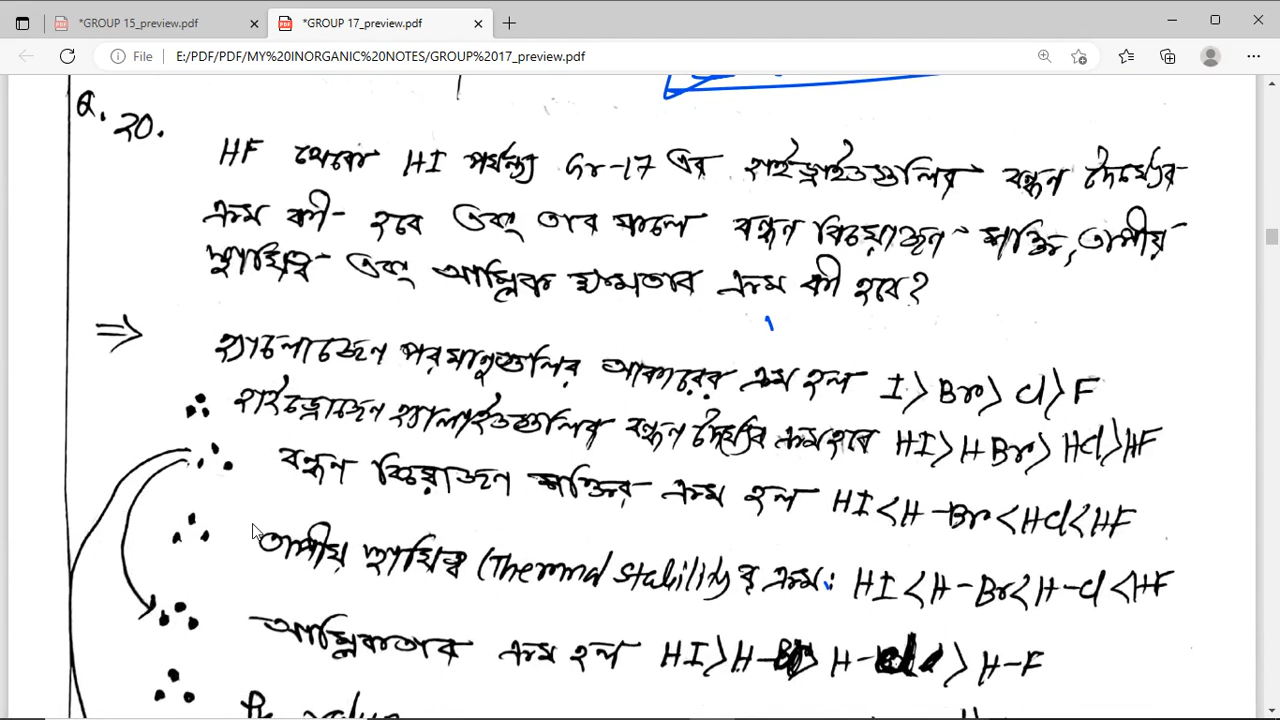 *GROUP 15_preview.pdf
*GROUP 17_preview.pdf
File
E:/PDF/PDF/MY%20INORGANIC%20NOTES/GROUP%2017_preview.pdf
Q. 20.
HF থেকে HI পর্যন্ত Gr-17 এর হাইড্রাইডগুলির বন্ধন দৈর্ঘ্যের
ক্রম কী হবে এবং তার ফলে বন্ধন বিয়োজন শক্তি, তাপীয়
স্থায়িত্ব এবং আম্লিক ক্ষমতার ক্রম কী হবে?
⇒ হ্যালোজেন পরমাণুগুলির আকারের ক্রম হল I > Br > Cl > F
∴ হাইড্রোজেন হ্যালাইডগুলির বন্ধন দৈর্ঘ্যের ক্রম হবে HI > HBr > HCl > HF
∴ বন্ধন বিয়োজন শক্তির ক্রম হল HI < H-Br < HCl < HF
∴ তাপীয় স্থায়িত্ব (Thermal stability)র ক্রম: HI < H-Br < H-Cl < HF
∴ আম্লিকতার ক্রম হল HI > H-Br > H-Cl > H-F
∴ value